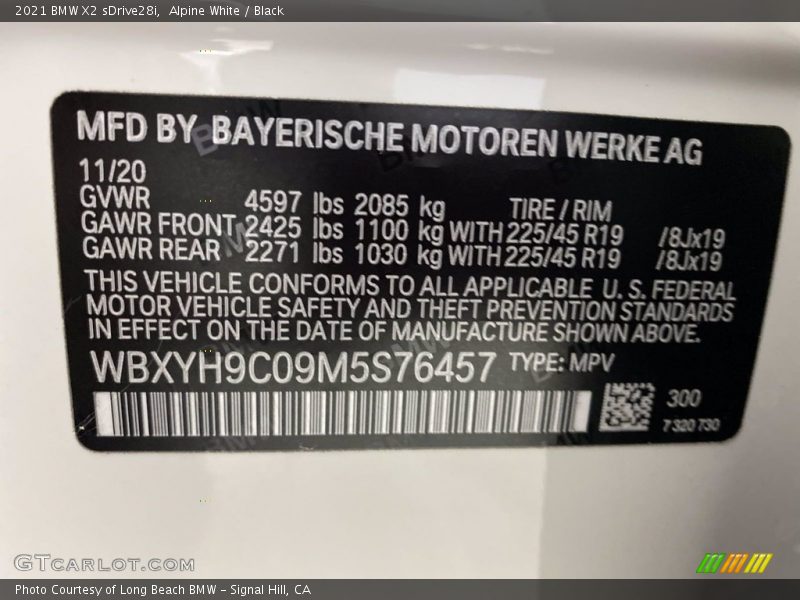 2021 BMW X2 sDrive28i, Alpine White / Black
MFD BY BAYERISCHE MOTOREN WERKE AG
11/20
GVWR 4597 lbs 2085 kg TIRE / RIM
GAWR FRONT 2425 lbs 1100 kg WITH 225/45 R19 /8Jx19
GAWR REAR 2271 lbs 1030 kg WITH 225/45 R19 /8Jx19
THIS VEHICLE CONFORMS TO ALL APPLICABLE U. S. FEDERAL
MOTOR VEHICLE SAFETY AND THEFT PREVENTION STANDARDS
IN EFFECT ON THE DATE OF MANUFACTURE SHOWN ABOVE.
WBXYH9C09M5S76457 TYPE: MPV
300
7 320 730
GTCARLOT.COM
Photo Courtesy of Long Beach BMW - Signal Hill, CA